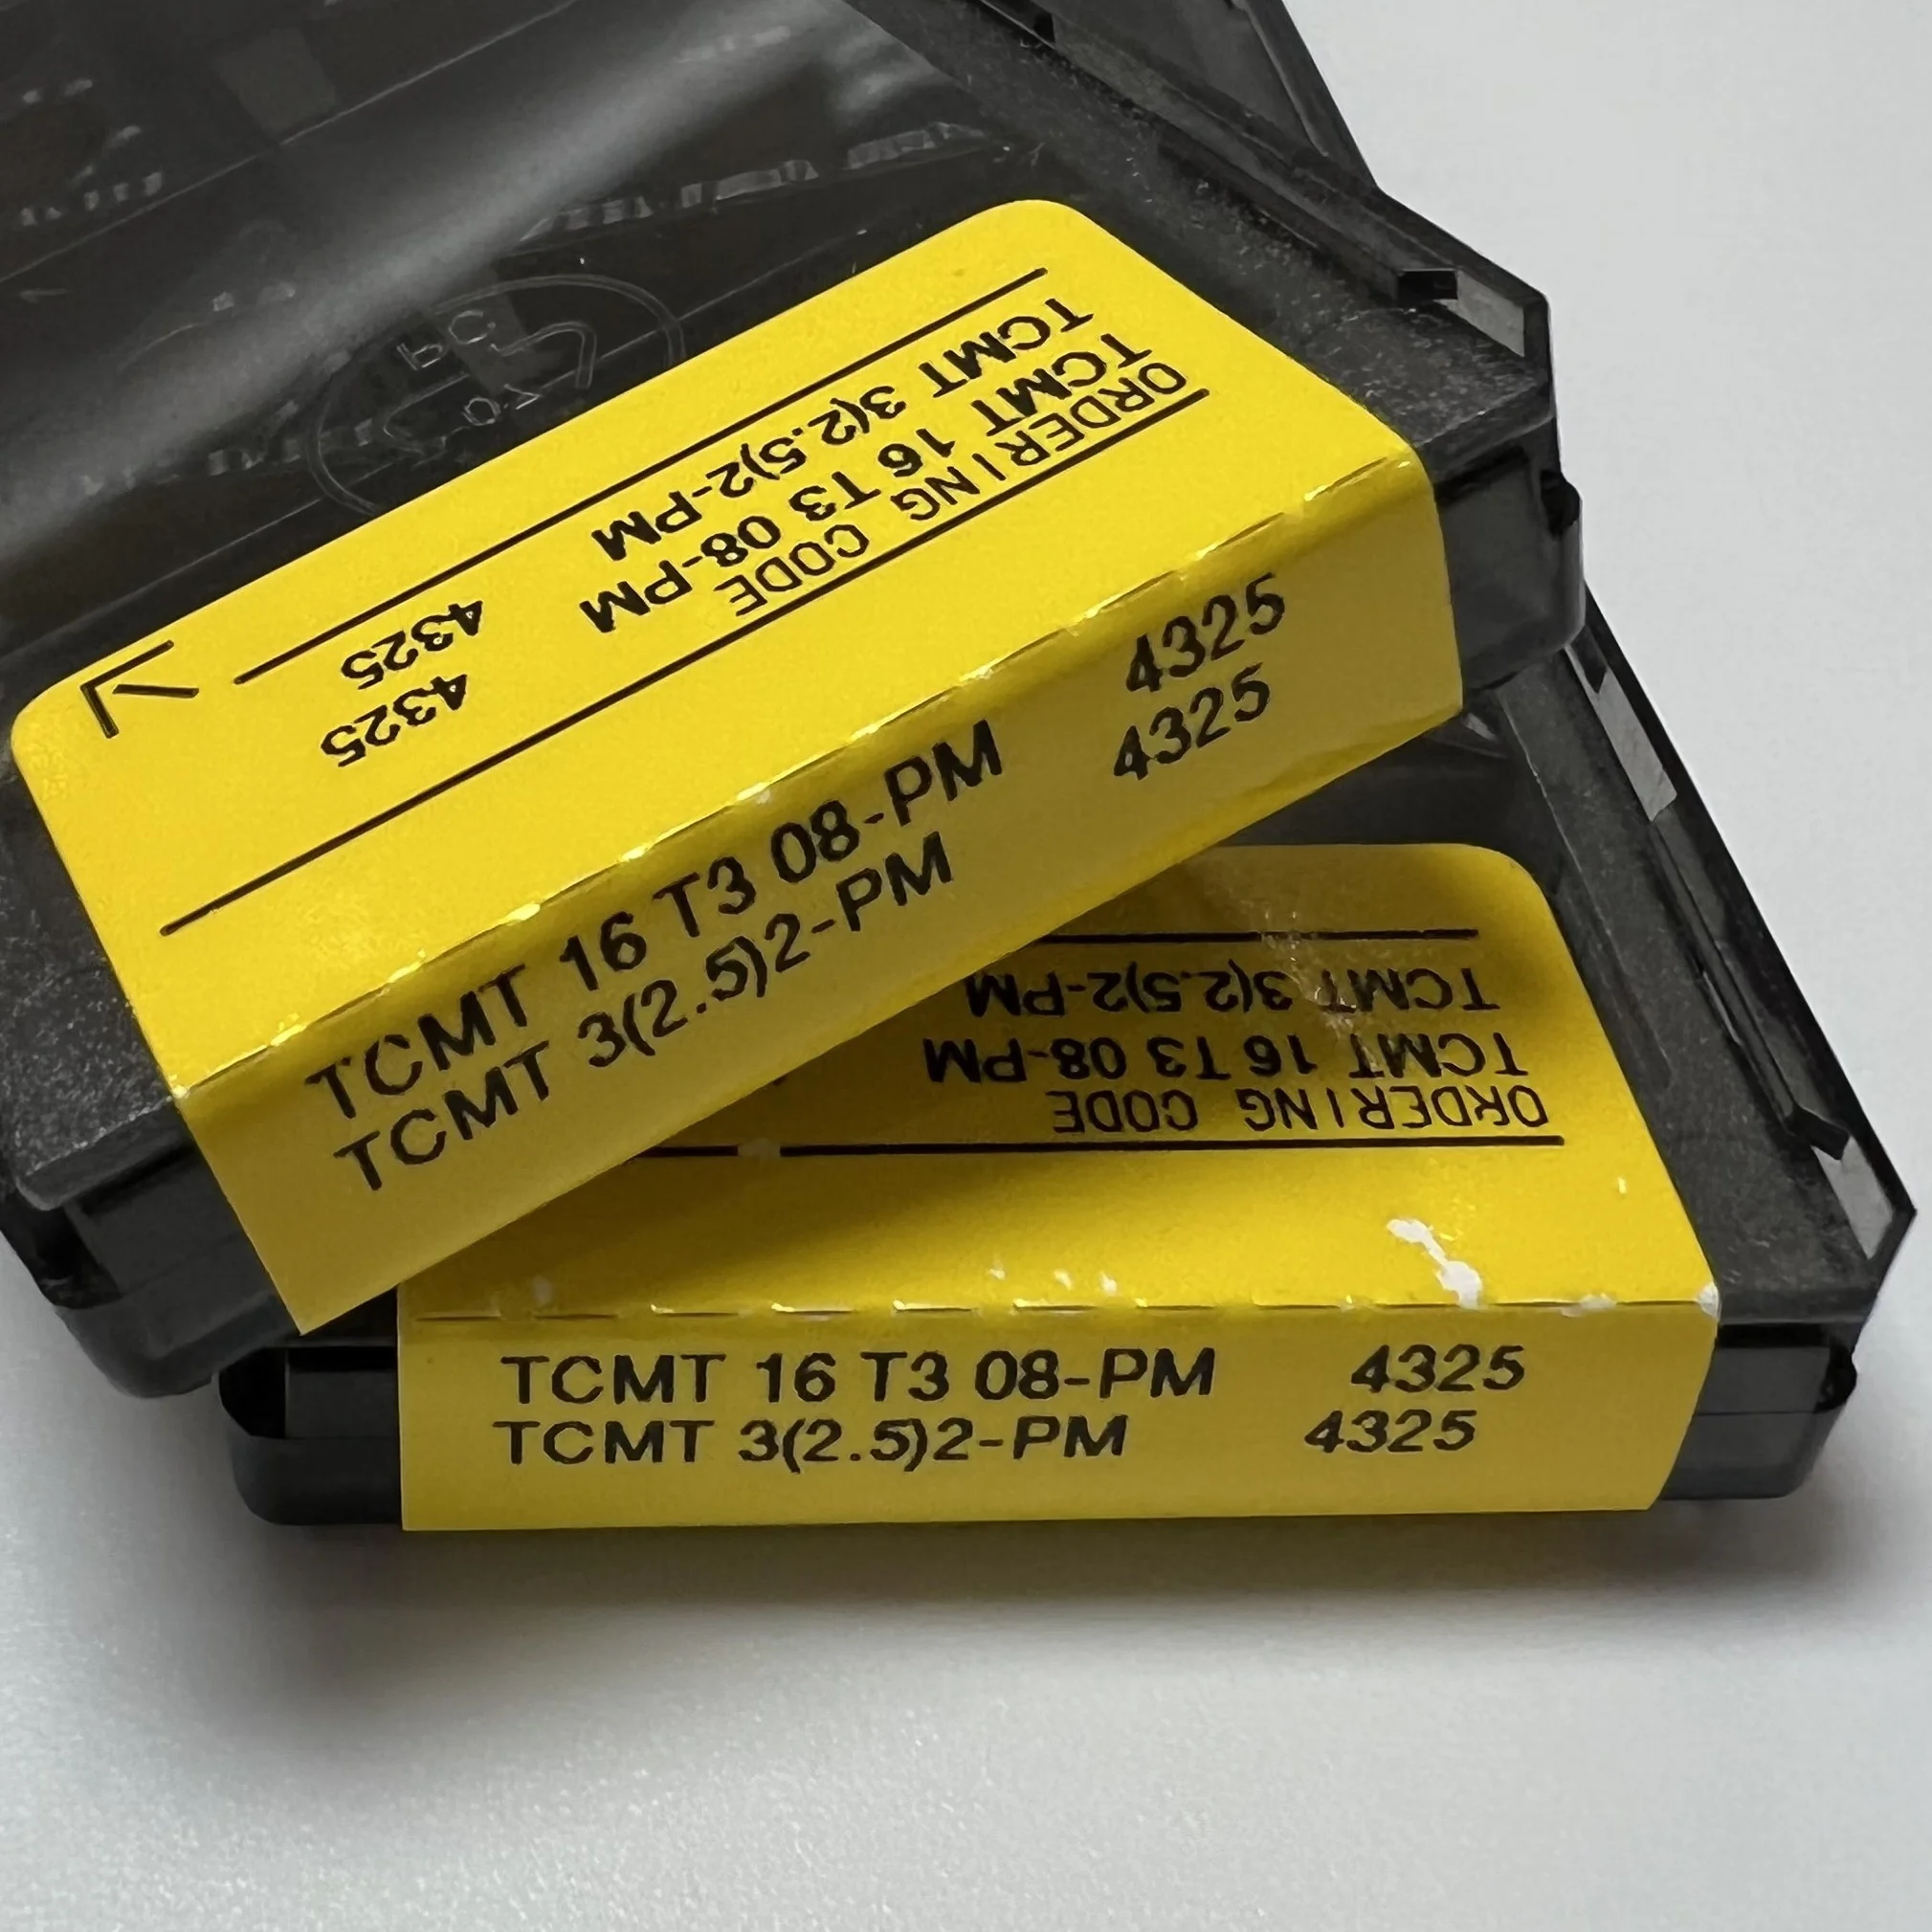 ORDERING CODE
TCMT 16 T3 08-PM 4325
TCMT 3(2.5)2-PM 4325
TCMT 16 T3 08-PM 4325
TCMT 3(2.5)2-PM 4325
ORDERING CODE
TCMT 16 T3 08-PM
TCMT 3(2.5)2-PM
TCMT 16 T3 08-PM 4325
TCMT 3(2.5)2-PM 4325